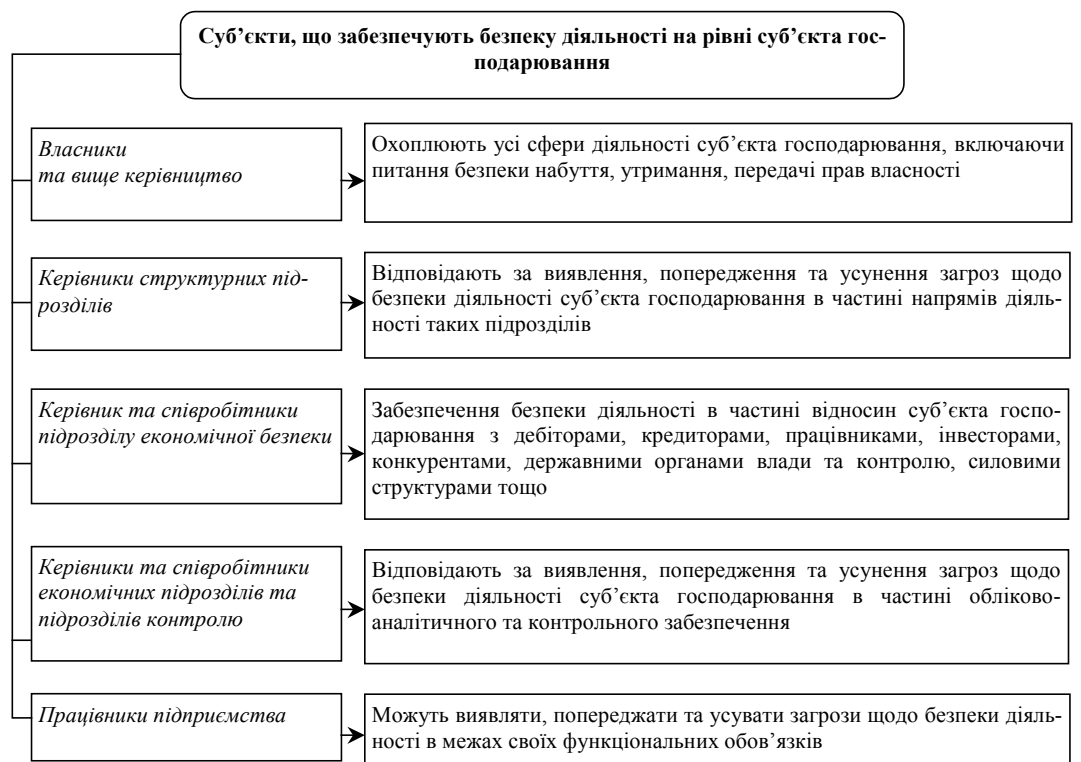 Суб’єкти, що забезпечують безпеку діяльності на рівні суб’єкта гос-
подарювання
Власники
та вище керівництво
Охоплюють усі сфери діяльності суб’єкта господарювання, включаючи
питання безпеки набуття, утримання, передачі прав власності
Керівники структурних під-
розділів
Відповідають за виявлення, попередження та усунення загроз щодо
безпеки діяльності суб’єкта господарювання в частині напрямів діяль-
ності таких підрозділів
Керівник та співробітники
підрозділу економічної безпеки
Забезпечення безпеки діяльності в частині відносин суб’єкта госпо-
дарювання з дебіторами, кредиторами, працівниками, інвесторами,
конкурентами, державними органами влади та контролю, силовими
структурами тощо
Керівники та співробітники
економічних підрозділів та
підрозділів контролю
Відповідають за виявлення, попередження та усунення загроз щодо
безпеки діяльності суб’єкта господарювання в частині обліково-
аналітичного та контрольного забезпечення
Працівники підприємства
Можуть виявляти, попереджати та усувати загрози щодо безпеки діяль-
ності в межах своїх функціональних обов’язків